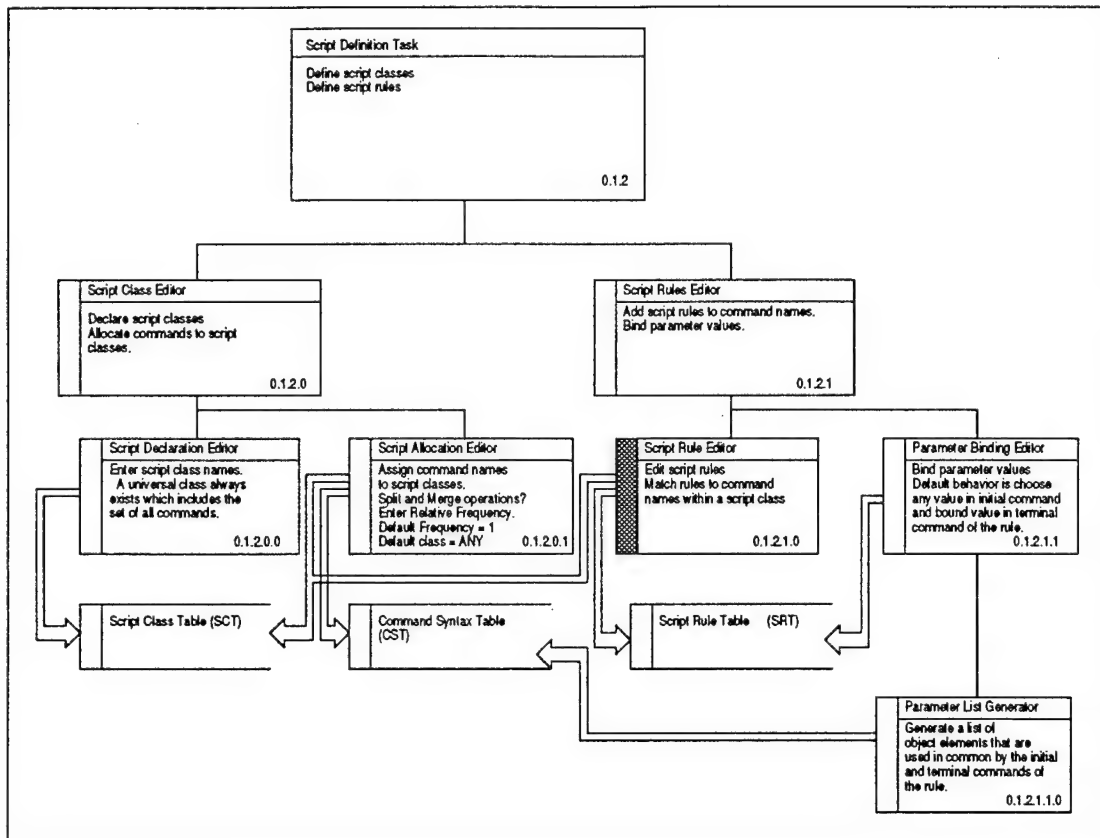 Script Definition Task
Define script classes
Define script rules
0.1.2
Script Class Editor
Declare script classes
Allocate commands to script
classes.
0.1.2.0
Script Rules Editor
Add script rules to command names.
Bind parameter values.
0.1.2.1
Script Declaration Editor
Enter script class names.
A universal class always
exists which includes the
set of all commands.
0.1.2.0.0
Script Allocation Editor
Assign command names
to script classes.
Split and Merge operations?
Enter Relative Frequency.
Default Frequency = 1
Default class = ANY 0.1.2.0.1
Script Rule Editor
Edit script rules
Match rules to command
names within a script class
0.1.2.1.0
Parameter Binding Editor
Bind parameter values
Default behavior is choose
any value in initial command
and bound value in terminal
command of the rule.
0.1.2.1.1
Script Class Table (SCT)
Command Syntax Table
(CST)
Script Rule Table (SRT)
Parameter List Generator
Generate a list of
object elements that are
used in common by the initial
and terminal commands of
the rule.
0.1.2.1.1.0